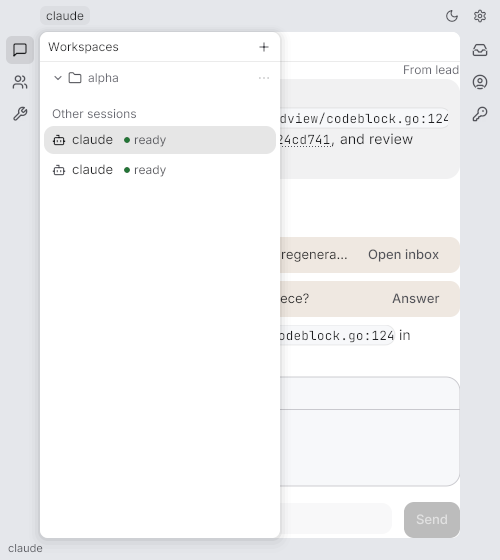 claude
Workspaces
alpha
From lead
Other sessions
dview/codeblock.go:124
claude ready
24cd741, and review
claude ready
regenera... Open inbox
ece? Answer
odeblock.go:124 in
Send
claude